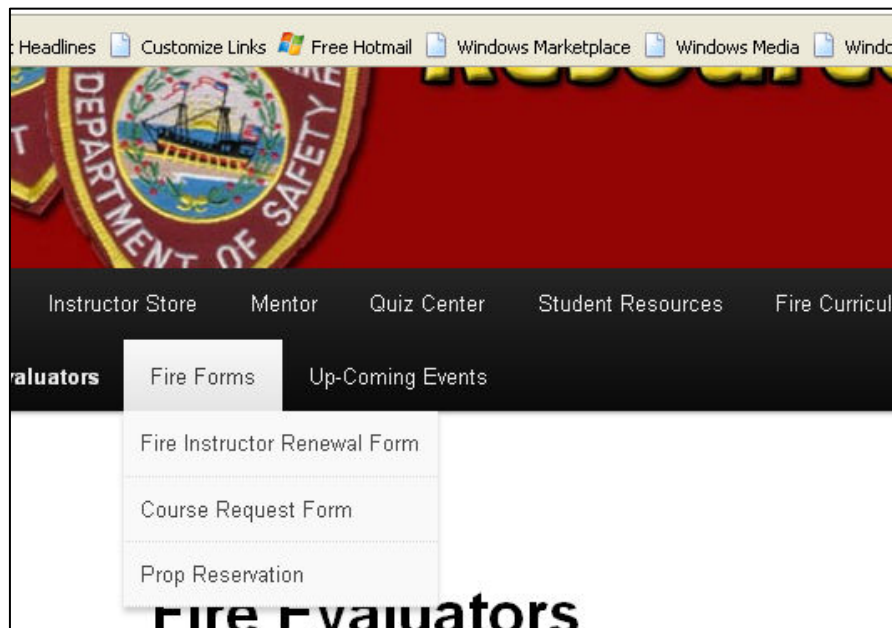 Headlines Customize Links Free Hotmail Windows Marketplace Windows Media
DEPARTMENT OF SAFETY
Instructor Store Mentor Quiz Center Student Resources Fire
Fire Forms Up-Coming Events
Fire Instructor Renewal Form
Course Request Form
Prop Reservation
Fire Evaluators